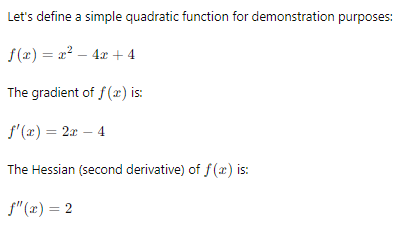 Let's define a simple quadratic function for demonstration purposes:
f(x) = x² − 4x + 4
The gradient of f(x) is:
f′(x) = 2x − 4
The Hessian (second derivative) of f(x) is:
f″(x) = 2